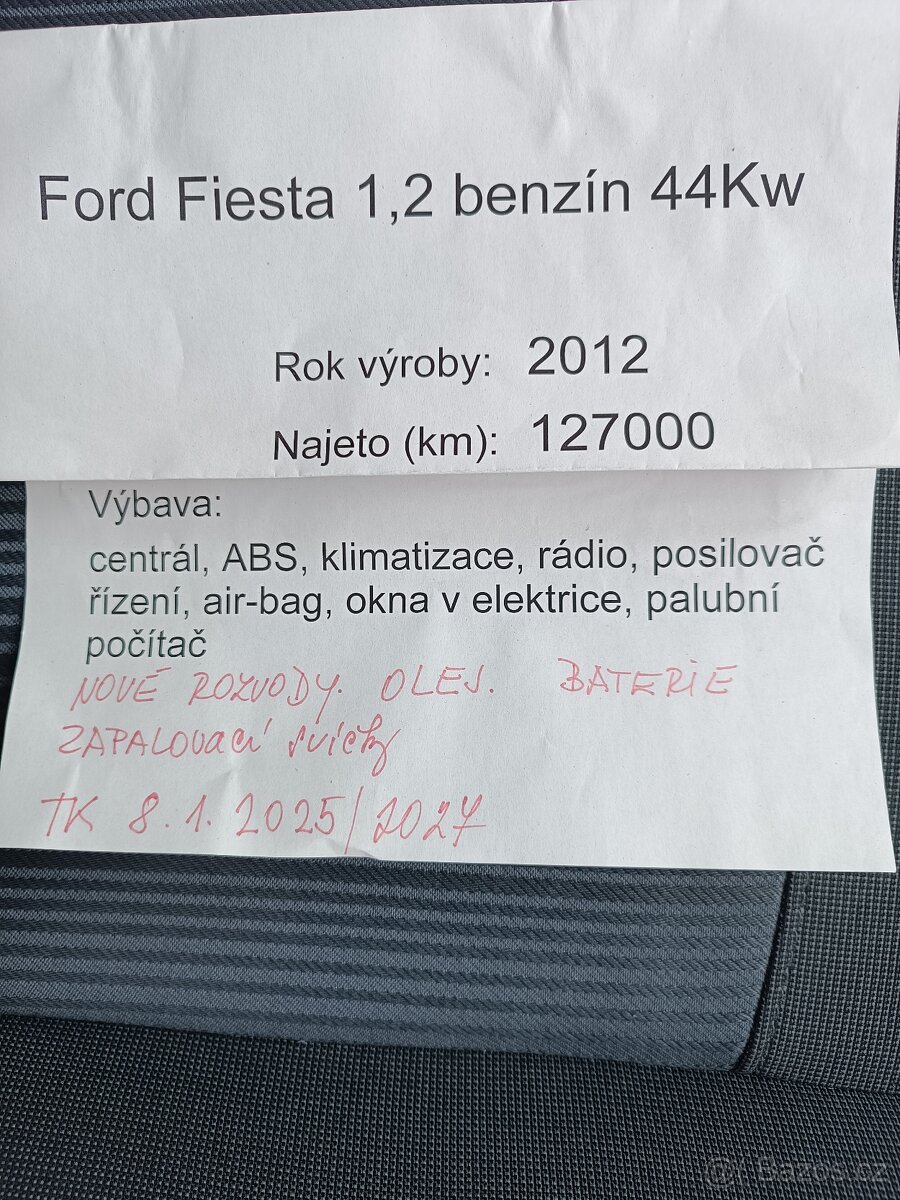 Ford Fiesta 1,2 benzín 44Kw
Rok výroby: 2012
Najeto (km): 127000
Výbava:
centrál, ABS, klimatizace, rádio, posilovač
řízení, air-bag, okna v elektrice, palubní
počítač
NOVÉ ROZVODY. OLEJ. BATERIE
ZAPALOVACÍ svíčky
TK 8.1.2025/2027
Bazos.cz